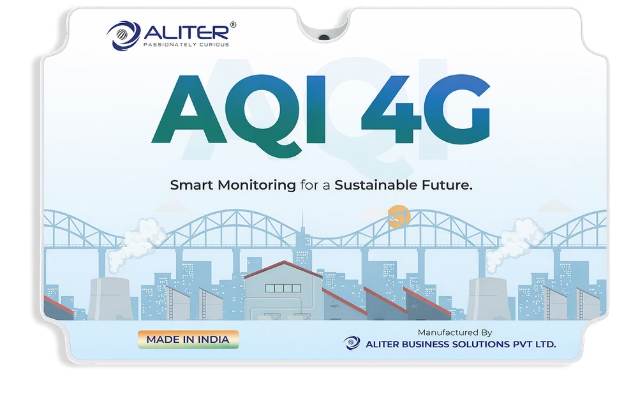 ALITER®
PASSIONATELY CURIOUS
AQI 4G
Smart Monitoring for a Sustainable Future.
MADE IN INDIA
Manufactured By
ALITER BUSINESS SOLUTIONS PVT LTD.